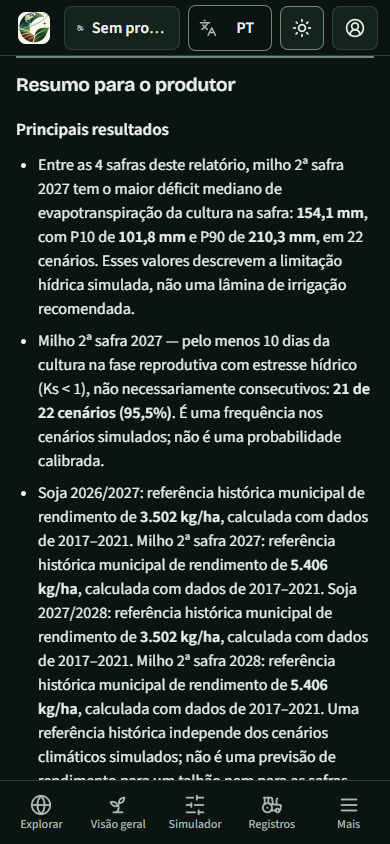 Sem pro...
PT
Resumo para o produtor
Principais resultados
• Entre as 4 safras deste relatório, milho 2ª safra
2027 tem o maior déficit mediano de
evapotranspiração da cultura na safra: 154,1 mm,
com P10 de 101,8 mm e P90 de 210,3 mm, em 22
cenários. Esses valores descrevem a limitação
hídrica simulada, não uma lâmina de irrigação
recomendada.
• Milho 2ª safra 2027 — pelo menos 10 dias da
cultura na fase reprodutiva com estresse hídrico
(Ks < 1), não necessariamente consecutivos: 21 de
22 cenários (95,5%). É uma frequência nos
cenários simulados; não é uma probabilidade
calibrada.
• Soja 2026/2027: referência histórica municipal de
rendimento de 3.502 kg/ha, calculada com dados
de 2017–2021. Milho 2ª safra 2027: referência
histórica municipal de rendimento de 5.406
kg/ha, calculada com dados de 2017–2021. Soja
2027/2028: referência histórica municipal de
rendimento de 3.502 kg/ha, calculada com dados
de 2017–2021. Milho 2ª safra 2028: referência
histórica municipal de rendimento de 5.406
kg/ha, calculada com dados de 2017–2021. Uma
referência histórica independe dos cenários
climáticos simulados; não é uma previsão de
rendimento para um talhão nem para as safras
Explorar
Visão geral
Simulador
Registros
Mais